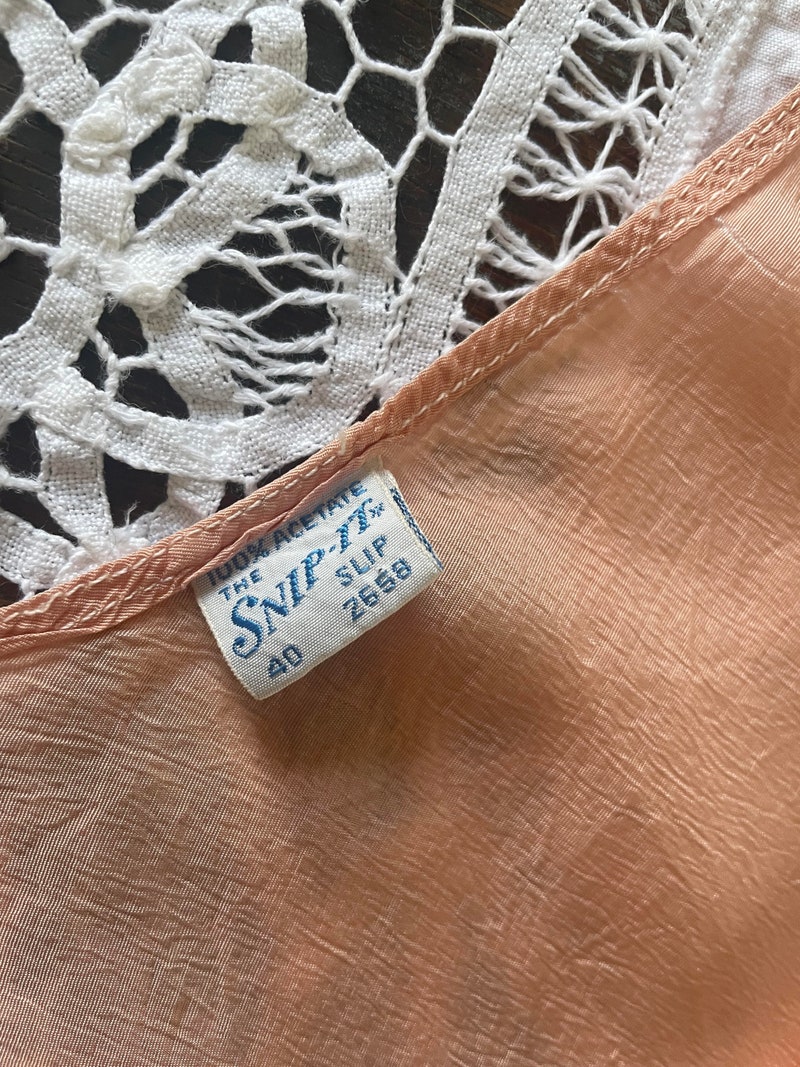 100% ACETATE
THE
SNIP-IT
SLIP
40 2658